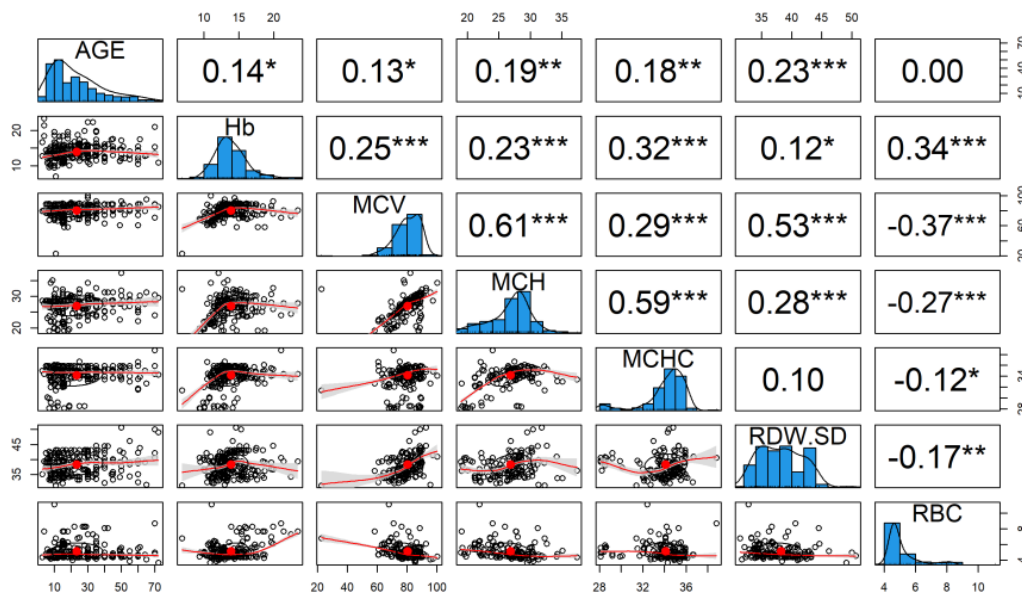 10 15 20 20 25 30 35 35 40 45 50
AGE 0.14* 0.13* 0.19** 0.18** 0.23*** 0.00
Hb 0.25*** 0.23*** 0.32*** 0.12* 0.34***
10 20
MCV 0.61*** 0.29*** 0.53*** -0.37***
MCH 0.59*** 0.28*** -0.27***
20 30
MCHC 0.10 -0.12*
RDW.SD -0.17**
35 45
RBC
10 30 50 70 20 40 60 80 100 28 32 36 4 6 8 10